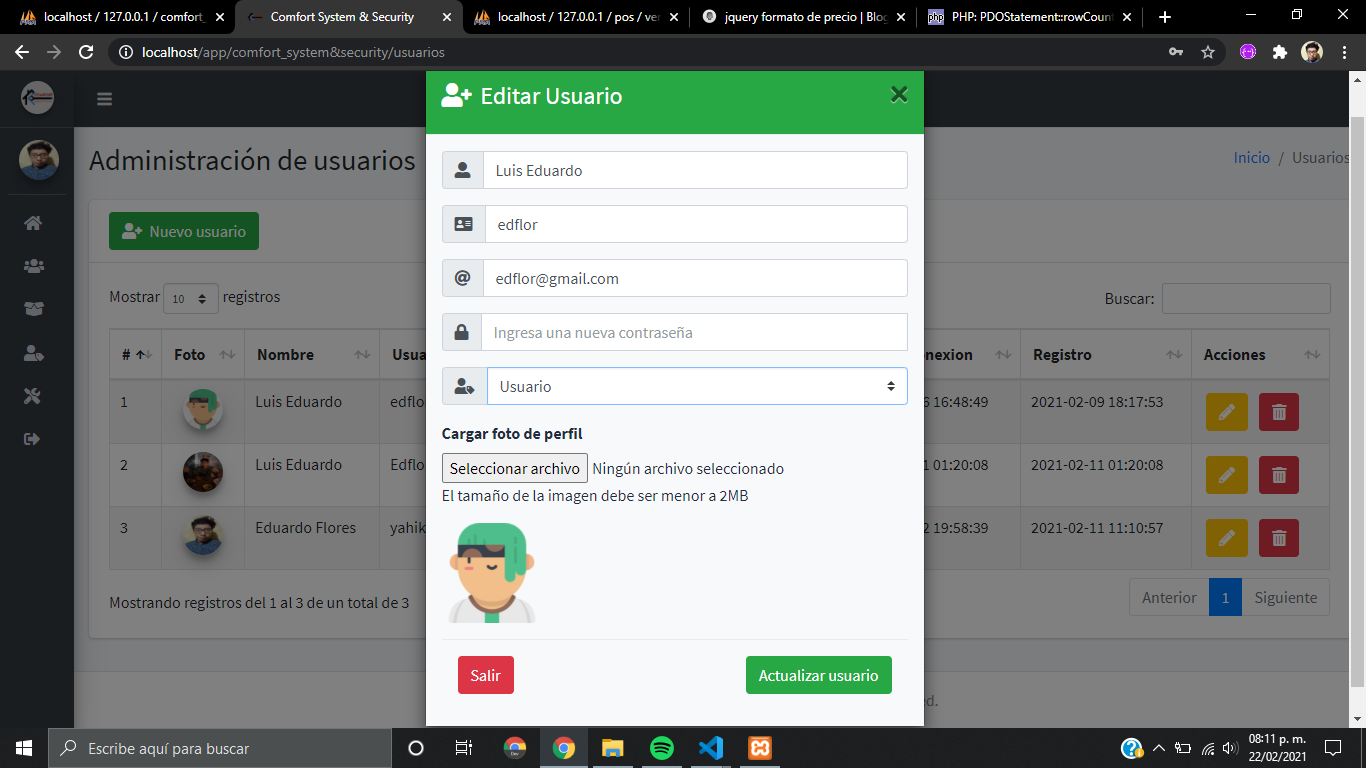 localhost / 127.0.0.1 / comfort_
Comfort System & Security
localhost / 127.0.0.1 / pos / ver
jquery formato de precio | Blog
php
PHP: PDOStatement::rowCount
localhost/app/comfort_system&security/usuarios
Editar Usuario
Administración de usuarios
Inicio / Usuarios
Nuevo usuario
Luis Eduardo
edflor
edflor@gmail.com
Ingresa una nueva contraseña
Usuario
Mostrar 10 registros
Buscar:
# Foto Nombre Usua nexion Registro Acciones
1 Luis Eduardo edflo 16:48:49 2021-02-09 18:17:53
2 Luis Eduardo Edflo 01:20:08 2021-02-11 01:20:08
3 Eduardo Flores yahik 2 19:58:39 2021-02-11 11:10:57
Cargar foto de perfil
Seleccionar archivo Ningún archivo seleccionado
El tamaño de la imagen debe ser menor a 2MB
Mostrando registros del 1 al 3 de un total de 3
Anterior 1 Siguiente
Salir
Actualizar usuario
ed.
Escribe aquí para buscar
Dev
08:11 p. m.
22/02/2021